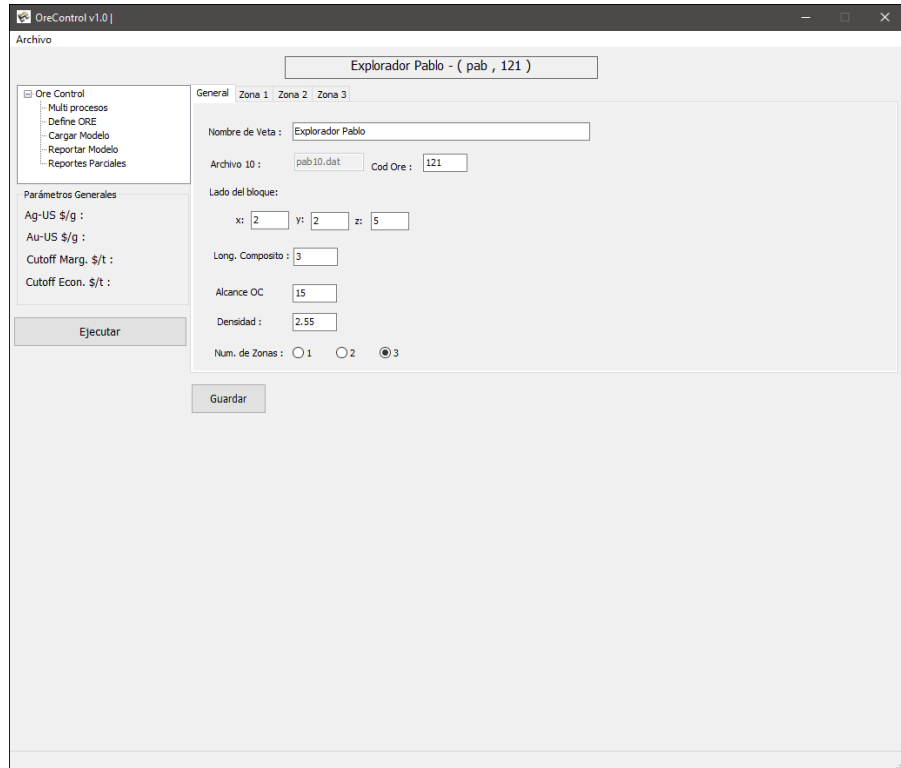 OreControl v1.0 |
Archivo
Explorador Pablo - ( pab , 121 )
Ore Control
Multi procesos
Define ORE
Cargar Modelo
Reportar Modelo
Reportes Parciales
Parámetros Generales
Ag-US $/g :
Au-US $/g :
Cutoff Marg. $/t :
Cutoff Econ. $/t :
Ejecutar
General Zona 1 Zona 2 Zona 3
Nombre de Veta : Explorador Pablo
Archivo 10 : pab10.dat Cod Ore : 121
Lado del bloque:
x: 2 y: 2 z: 5
Long. Composito : 3
Alcance OC 15
Densidad : 2.55
Num. de Zonas : 1 2 3
Guardar